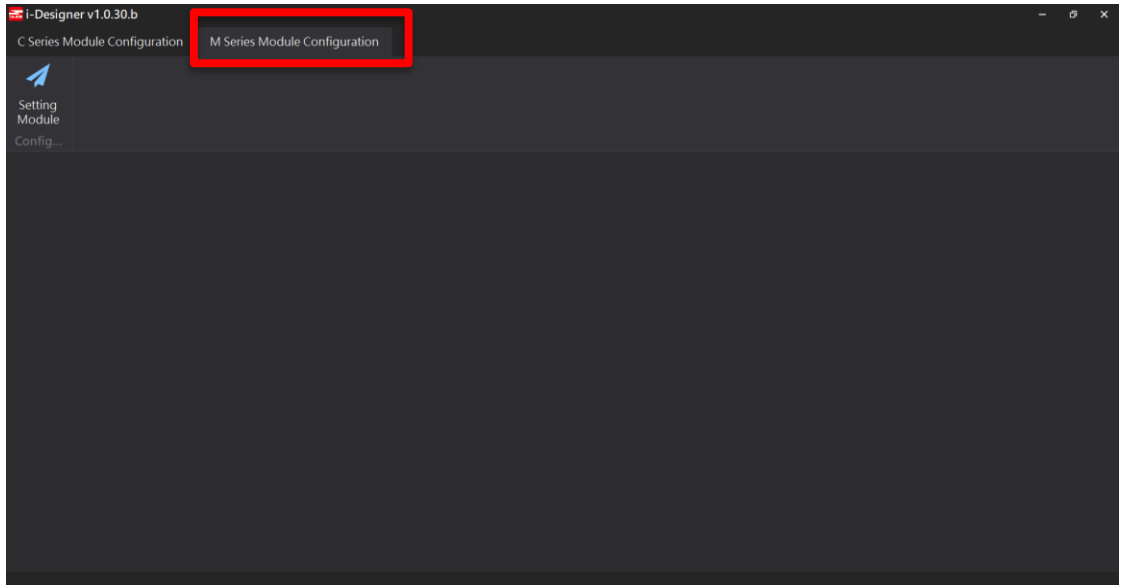 i-Designer v1.0.30.b
C Series Module Configuration M Series Module Configuration
Setting
Module
Config...